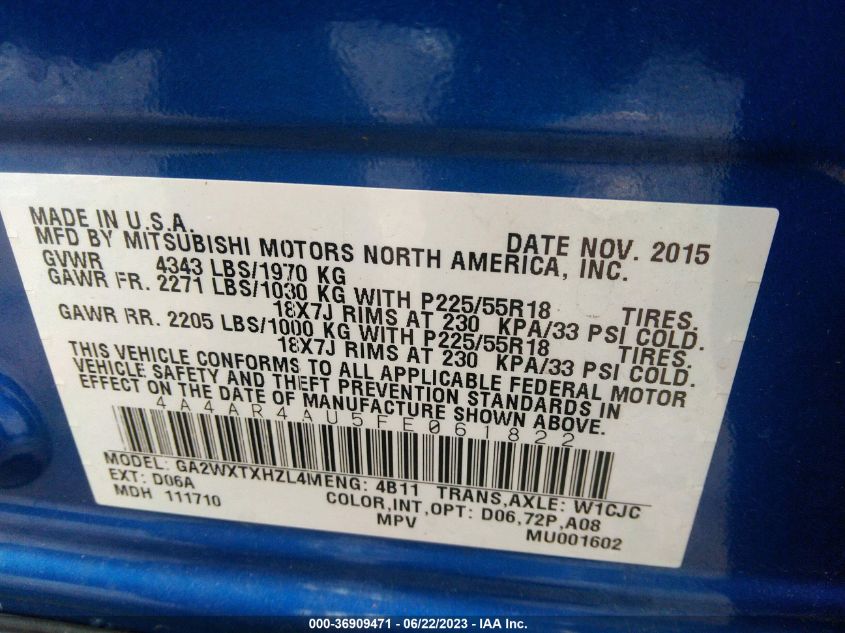 MADE IN U.S.A. DATE NOV. 2015
MFD BY MITSUBISHI MOTORS NORTH AMERICA, INC.
GVWR 4343 LBS/1970 KG
GAWR FR. 2271 LBS/1030 KG WITH P225/55R18 TIRES.
18X7J RIMS AT 230 KPA/33 PSI COLD.
GAWR RR. 2205 LBS/1000 KG WITH P225/55R18 TIRES.
18X7J RIMS AT 230 KPA/33 PSI COLD.
THIS VEHICLE CONFORMS TO ALL APPLICABLE FEDERAL MOTOR
VEHICLE SAFETY AND THEFT PREVENTION STANDARDS IN
EFFECT ON THE DATE OF MANUFACTURE SHOWN ABOVE.
4A4AR4AU5FE061822
MODEL: GA2WXTXHZL4MENG: 4B11 TRANS,AXLE: W1CJC
EXT: D06A COLOR,INT,OPT: D06,72P,A08
MDH 111710 MPV MU001602
000-36909471 - 06/22/2023 - IAA Inc.